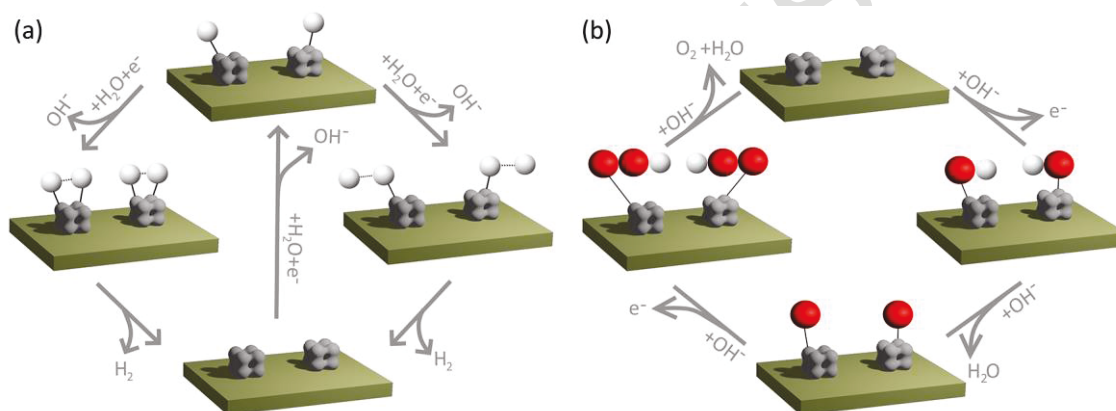 (a)
+H₂O+e⁻
OH⁻
+H₂O+e⁻
OH⁻
OH⁻
+H₂O+e⁻
H₂
H₂
(b)
O₂ +H₂O
+OH⁻
+OH⁻
e⁻
e⁻
+OH⁻
+OH⁻
H₂O